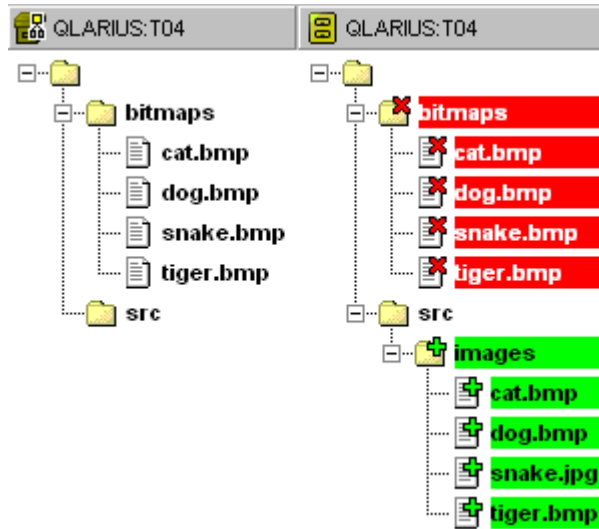 QLARIUS:T04
bitmaps
cat.bmp
dog.bmp
snake.bmp
tiger.bmp
src
QLARIUS:T04
bitmaps
cat.bmp
dog.bmp
snake.bmp
tiger.bmp
src
images
cat.bmp
dog.bmp
snake.jpg
tiger.bmp